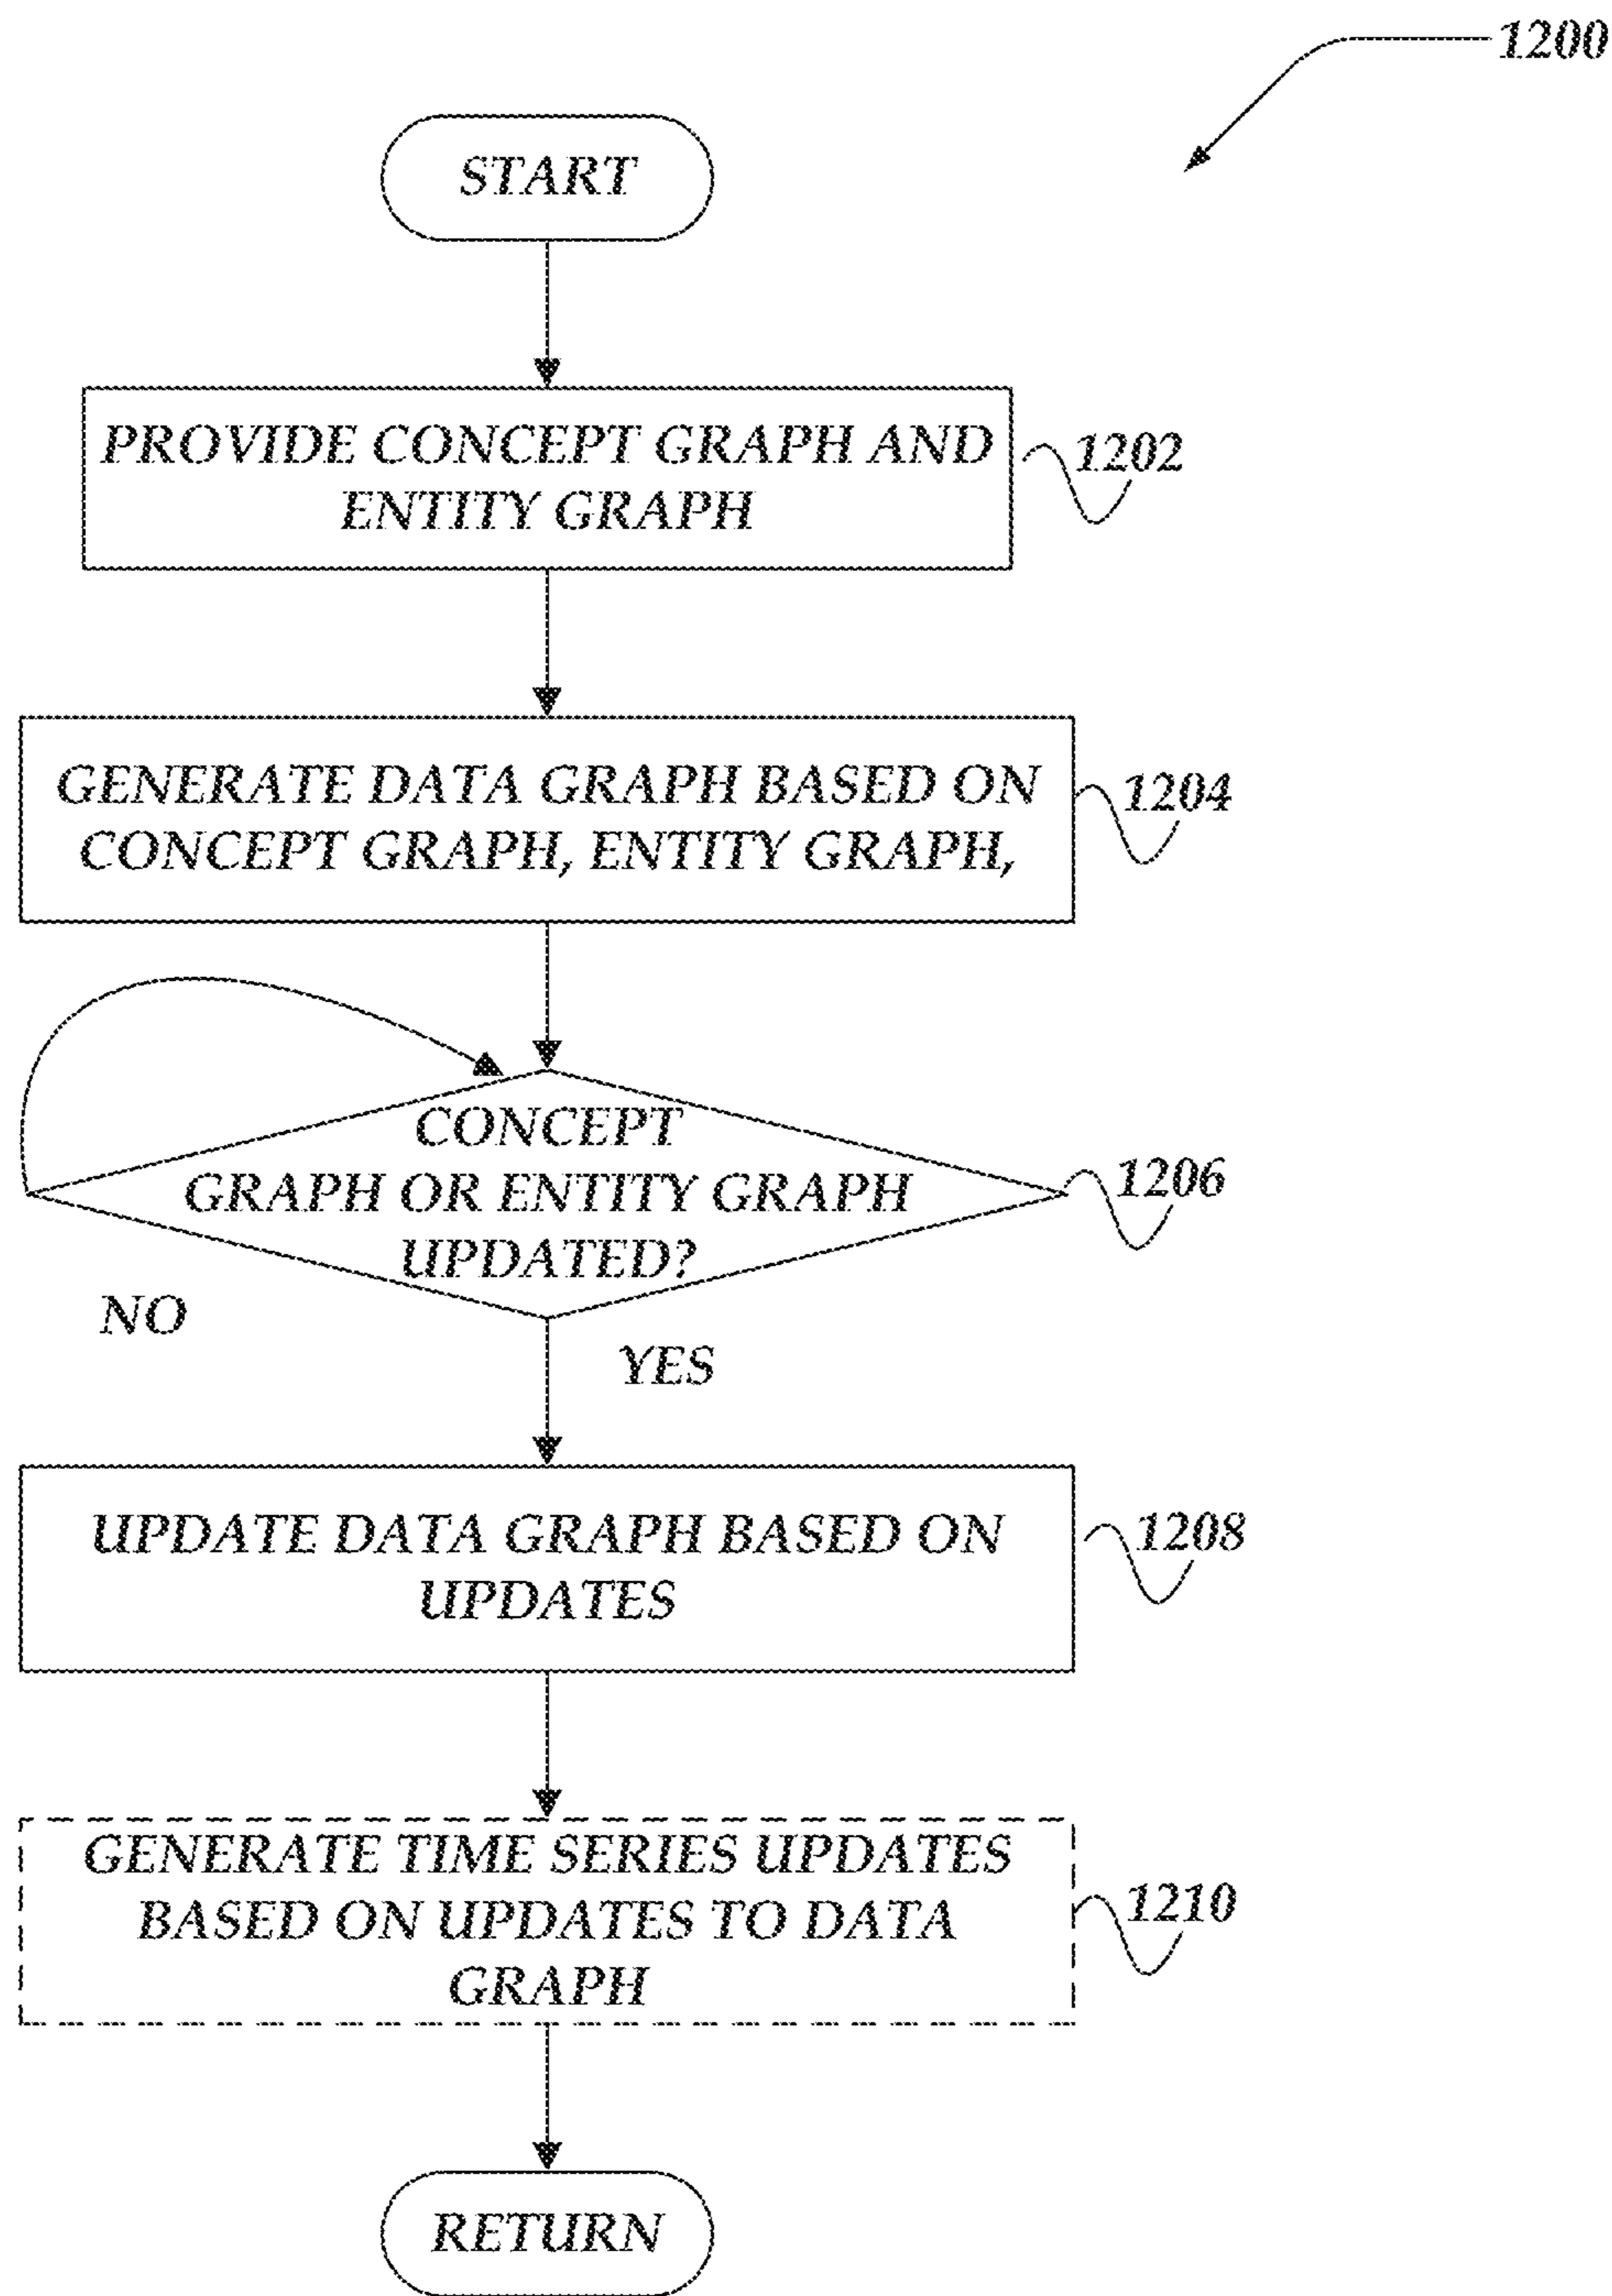 1200
START
PROVIDE CONCEPT GRAPH AND
ENTITY GRAPH
1202
GENERATE DATA GRAPH BASED ON
CONCEPT GRAPH, ENTITY GRAPH,
1204
CONCEPT
GRAPH OR ENTITY GRAPH
UPDATED?
1206
NO
YES
UPDATE DATA GRAPH BASED ON
UPDATES
1208
GENERATE TIME SERIES UPDATES
BASED ON UPDATES TO DATA
GRAPH
1210
RETURN